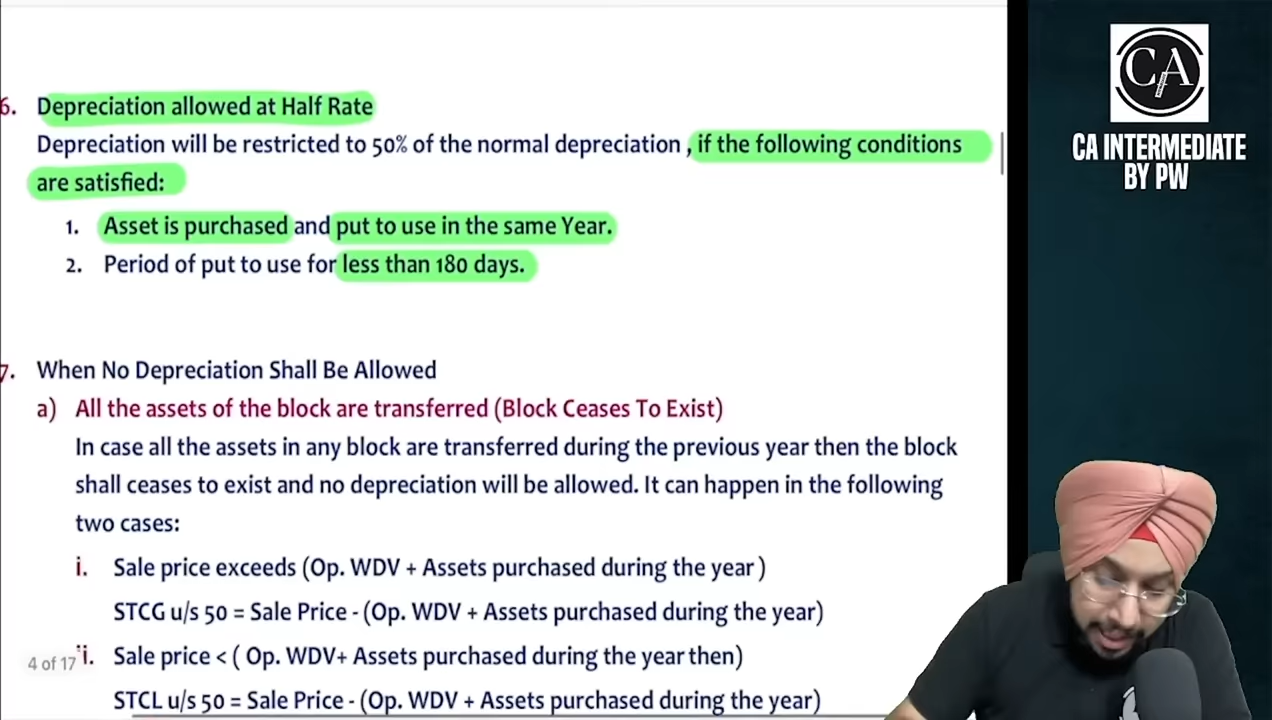 6. Depreciation allowed at Half Rate
Depreciation will be restricted to 50% of the normal depreciation , if the following conditions
are satisfied:
1. Asset is purchased and put to use in the same Year.
2. Period of put to use for less than 180 days.
7. When No Depreciation Shall Be Allowed
a) All the assets of the block are transferred (Block Ceases To Exist)
In case all the assets in any block are transferred during the previous year then the block
shall ceases to exist and no depreciation will be allowed. It can happen in the following
two cases:
i. Sale price exceeds (Op. WDV + Assets purchased during the year)
STCG u/s 50 = Sale Price - (Op. WDV + Assets purchased during the year)
4 of 17
ii. Sale price < ( Op. WDV+ Assets purchased during the year then)
STCL u/s 50 = Sale Price - (Op. WDV + Assets purchased during the year)
CA
CA INTERMEDIATE
BY PW